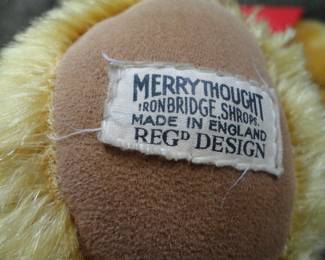 MERRYTHOUGHT
IRONBRIDGE, SHROPS.
MADE IN ENGLAND
REGD DESIGN